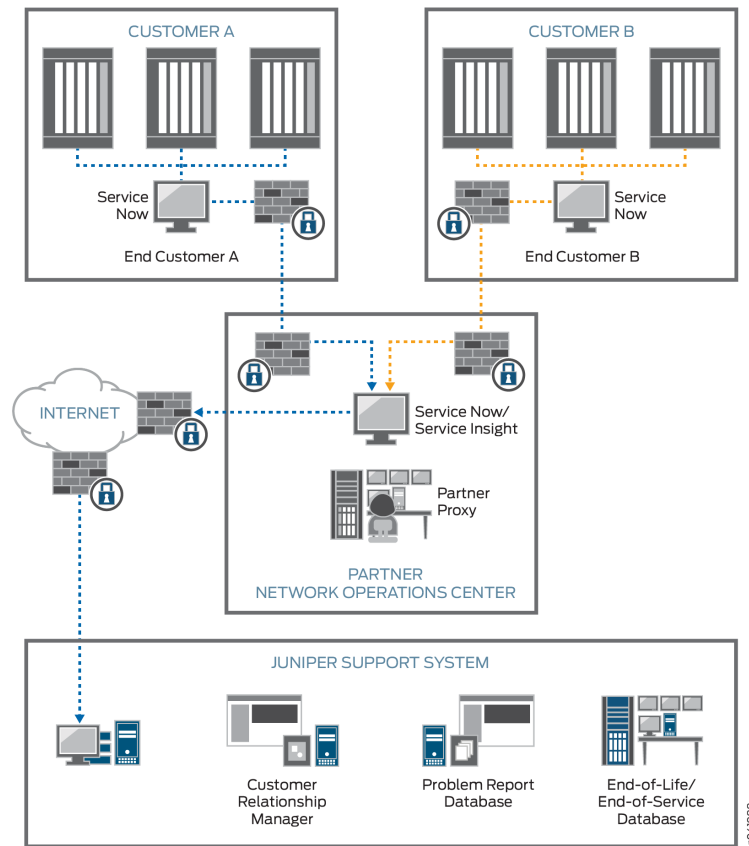 CUSTOMER A
CUSTOMER B
Service
Now
End Customer A
Service
Now
End Customer B
INTERNET
Service Now/
Service Insight
Partner
Proxy
PARTNER
NETWORK OPERATIONS CENTER
JUNIPER SUPPORT SYSTEM
Customer
Relationship
Manager
Problem Report
Database
End-of-Life/
End-of-Service
Database